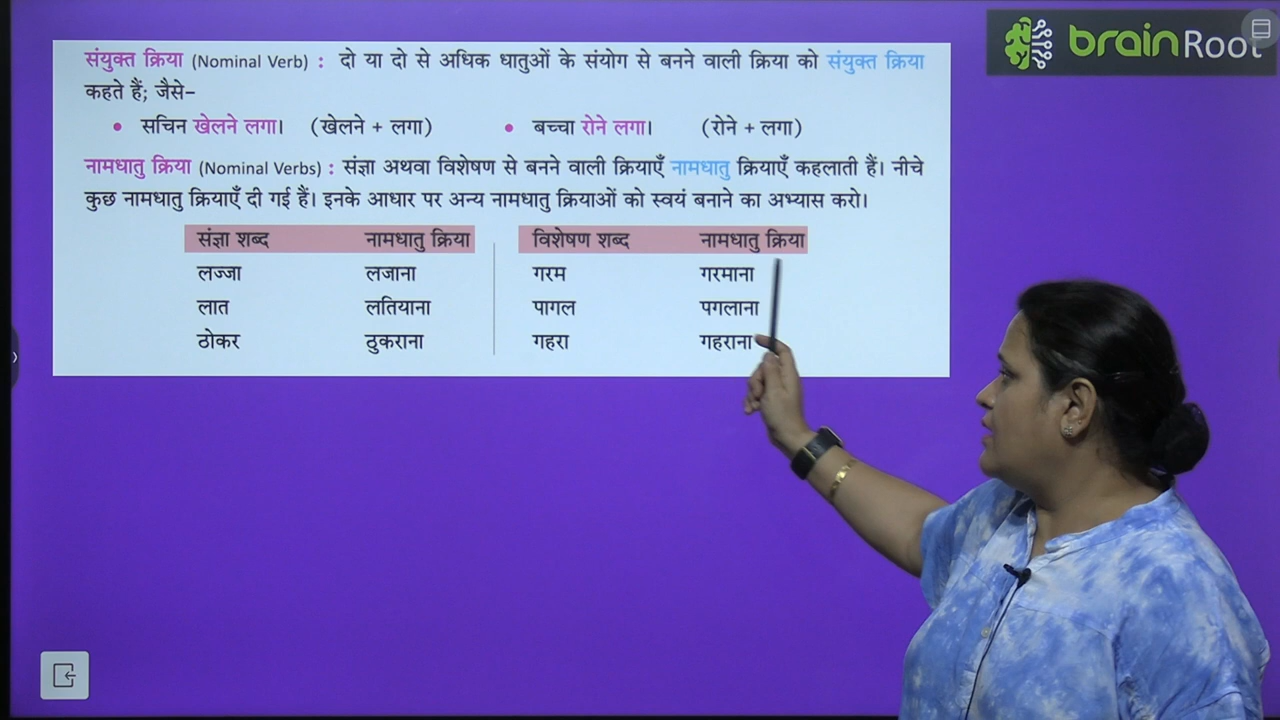 brainRoot
संयुक्त क्रिया (Nominal Verb) : दो या दो से अधिक धातुओं के संयोग से बनने वाली क्रिया को संयुक्त क्रिया
कहते हैं; जैसे–
• सचिन खेलने लगा। (खेलने + लगा) • बच्चा रोने लगा। (रोने + लगा)
नामधातु क्रिया (Nominal Verbs) : संज्ञा अथवा विशेषण से बनने वाली क्रियाएँ नामधातु क्रियाएँ कहलाती हैं। नीचे
कुछ नामधातु क्रियाएँ दी गई हैं। इनके आधार पर अन्य नामधातु क्रियाओं को स्वयं बनाने का अभ्यास करो।
संज्ञा शब्द नामधातु क्रिया विशेषण शब्द नामधातु क्रिया
लज्जा लजाना गरम गरमाना
लात लतियाना पागल पगलाना
ठोकर ठुकराना गहरा गहराना